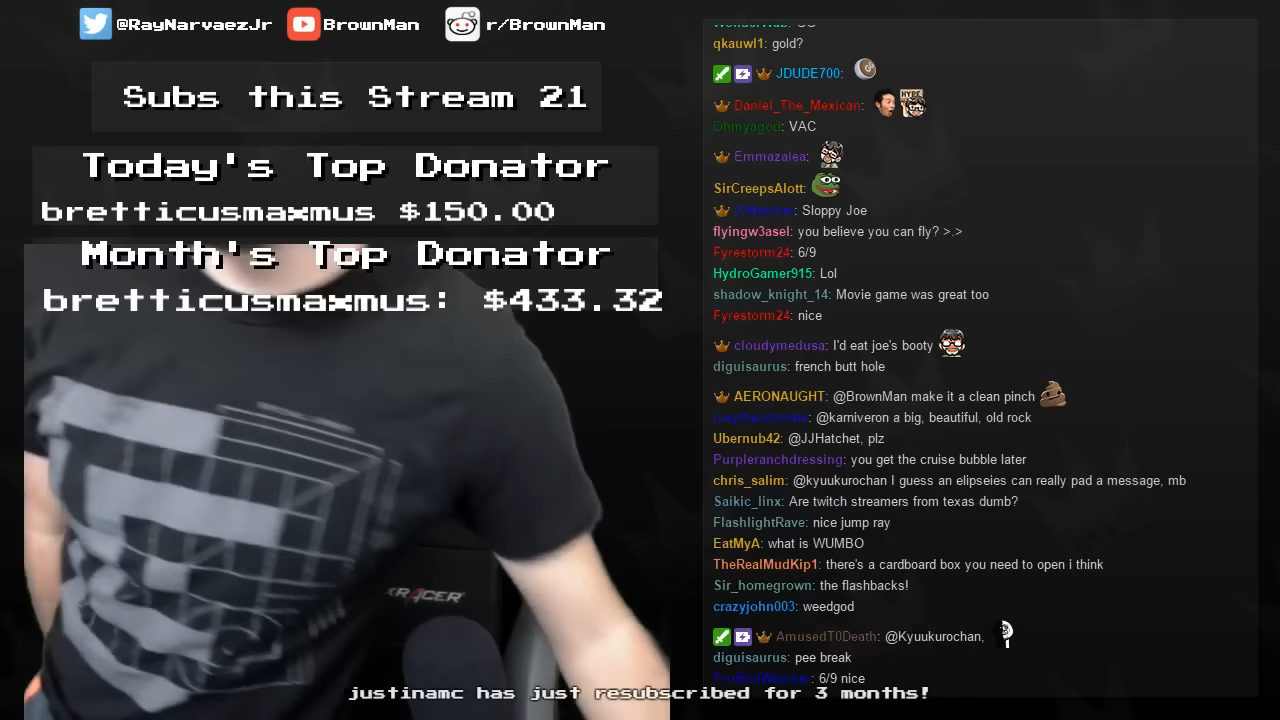 @RayNarvaezJr BrownMan r/BrownMan
Subs this Stream 21
Today's Top Donator
bretticusmaxmus $150.00
Month's Top Donator
bretticusmaxmus: $433.32
XRACER
qkauwl1: gold?
JDUDE700:
Daniel_The_Mexican:
Ohmyagod: VAC
Emmazalea:
SirCreepsAlott:
: Sloppy Joe
flyingw3asel: you believe you can fly? >.>
Fyrestorm24: 6/9
HydroGamer915: Lol
shadow_knight_14: Movie game was great too
Fyrestorm24: nice
cloudymedusa: I'd eat joe's booty
diguisaurus: french butt hole
AERONAUGHT: @BrownMan make it a clean pinch
: @karniveron a big, beautiful, old rock
Ubernub42: @JJHatchet, plz
Purpleranchdressing: you get the cruise bubble later
chris_salim: @kyuukurochan I guess an elipseies can really pad a message, mb
Saikic_linx: Are twitch streamers from texas dumb?
FlashlightRave: nice jump ray
EatMyA: what is WUMBO
TheRealMudKip1: there's a cardboard box you need to open i think
Sir_homegrown: the flashbacks!
crazyjohn003: weedgod
AmusedT0Death: @Kyuukurochan,
diguisaurus: pee break
: 6/9 nice
justinamc has just resubscribed for 3 months!